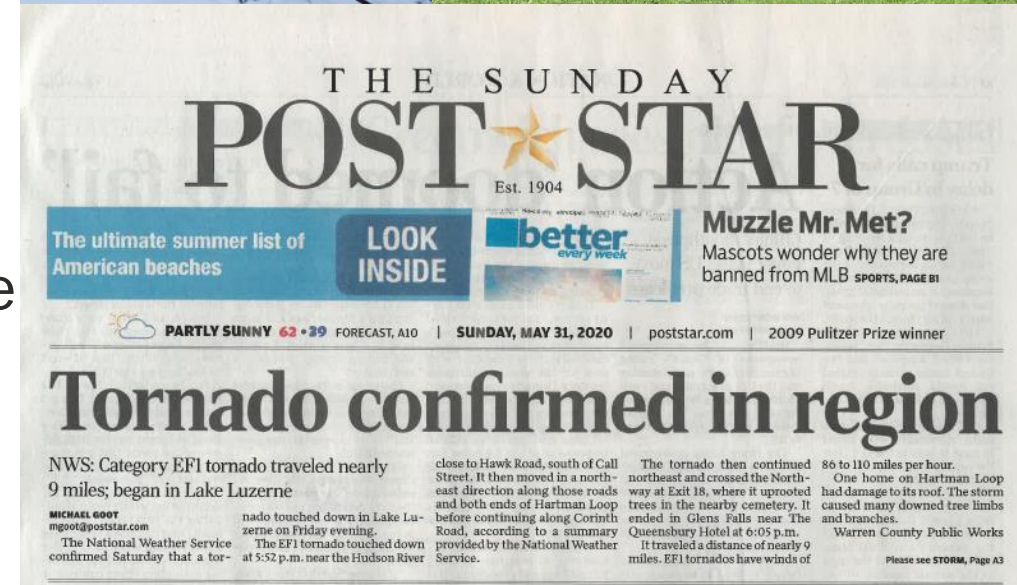 e
THE SUNDAY
POST STAR
Est. 1904
The ultimate summer list of
American beaches
LOOK
INSIDE
better
every week
Muzzle Mr. Met?
Mascots wonder why they are
banned from MLB SPORTS, PAGE B1
PARTLY SUNNY 62 • 39 FORECAST, A10 | SUNDAY, MAY 31, 2020 | poststar.com | 2009 Pulitzer Prize winner
Tornado confirmed in region
NWS: Category EF1 tornado traveled nearly
9 miles; began in Lake Luzerne
MICHAEL GOOT
mgoot@poststar.com
The National Weather Service
confirmed Saturday that a tor-
nado touched down in Lake Lu-
zerne on Friday evening.
The EF1 tornado touched down
at 5:52 p.m. near the Hudson River
close to Hawk Road, south of Call
Street. It then moved in a north-
east direction along those roads
and both ends of Hartman Loop
before continuing along Corinth
Road, according to a summary
provided by the National Weather
Service.
The tornado then continued
northeast and crossed the North-
way at Exit 18, where it uprooted
trees in the nearby cemetery. It
ended in Glens Falls near The
Queensbury Hotel at 6:05 p.m.
It traveled a distance of nearly 9
miles. EF1 tornados have winds of
86 to 110 miles per hour.
One home on Hartman Loop
had damage to its roof. The storm
caused many downed tree limbs
and branches.
Warren County Public Works
Please see STORM, Page A3